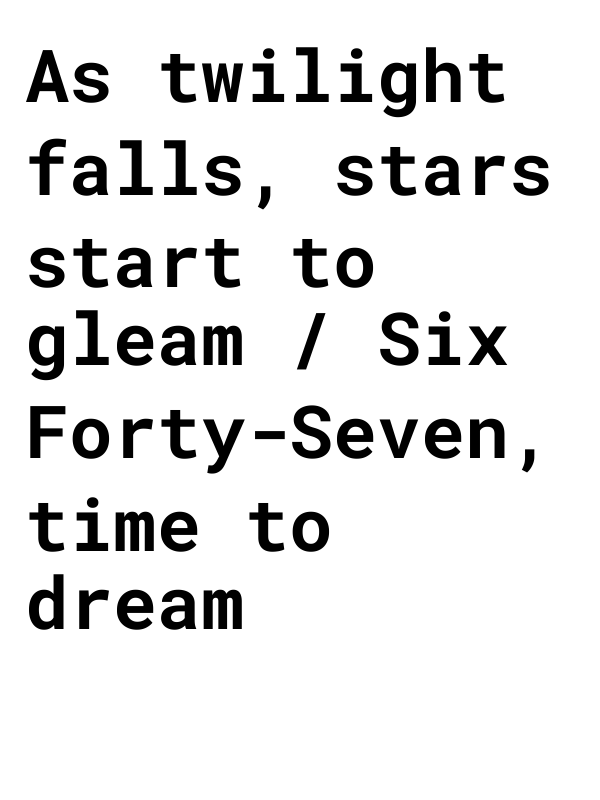 As twilight
falls, stars
start to
gleam / Six
Forty-Seven,
time to
dream